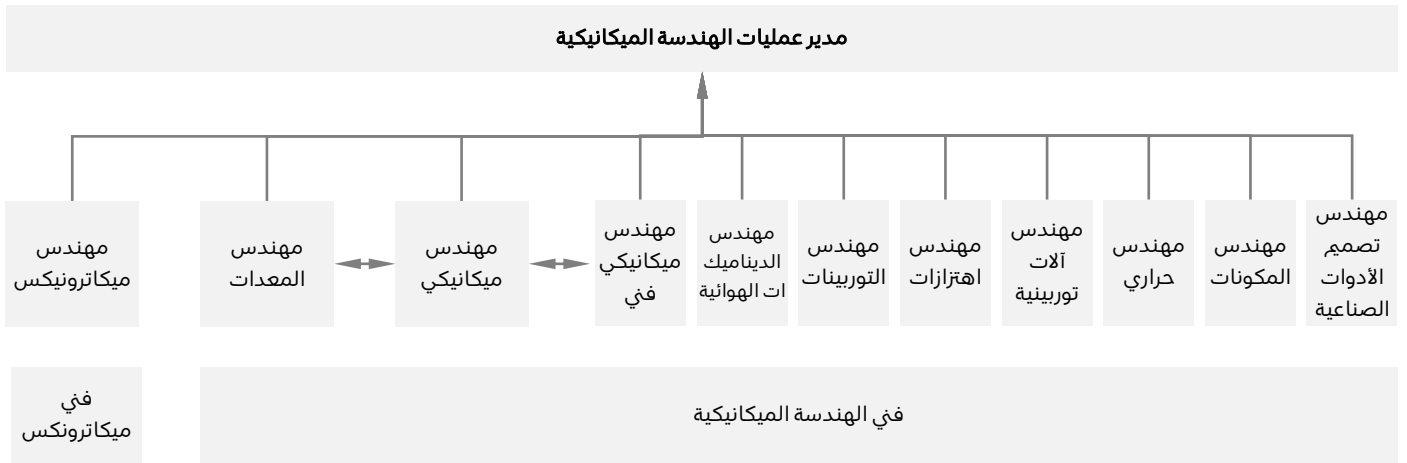 مدير عمليات الهندسة الميكانيكية
مهندس
تصميم
الأدوات
الصناعية
مهندس
المكونات
مهندس
حراري
مهندس
آلات
توربينية
مهندس
اهتزازات
مهندس
التوربينات
مهندس
الديناميك
ات الهوائية
مهندس
ميكانيكي
فني
مهندس
ميكانيكي
مهندس
المعدات
مهندس
ميكاترونيكس
فني الهندسة الميكانيكية
فني
ميكاترونكس